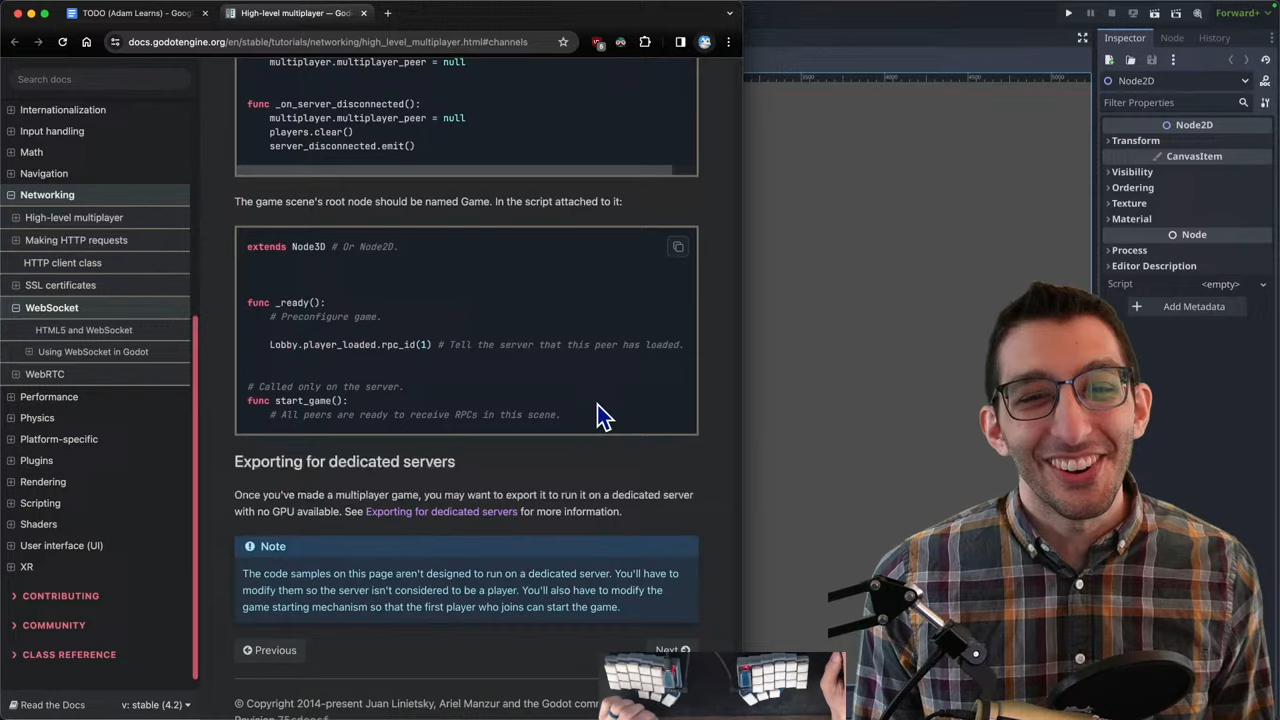 TODO (Adam Learns) - Goog
High-level multiplayer — Go
Forward+
docs.godotengine.org/en/stable/tutorials/networking/high_level_multiplayer.html#channels
6
Inspector
Node
History
Search docs
Internationalization
Input handling
Math
Navigation
Networking
High-level multiplayer
Making HTTP requests
HTTP client class
SSL certificates
WebSocket
HTML5 and WebSocket
Using WebSocket in Godot
WebRTC
Performance
Physics
Platform-specific
Plugins
Rendering
Scripting
Shaders
User interface (UI)
XR
CONTRIBUTING
COMMUNITY
CLASS REFERENCE
Read the Docs
v: stable (4.2)
multiplayer.multiplayer_peer = null
func _on_server_disconnected():
multiplayer.multiplayer_peer = null
players.clear()
server_disconnected.emit()
The game scene's root node should be named Game. In the script attached to it:
extends Node3D # Or Node2D.
func _ready():
# Preconfigure game.
Lobby.player_loaded.rpc_id(1) # Tell the server that this peer has loaded.
# Called only on the server.
func start_game():
# All peers are ready to receive RPCs in this scene.
Exporting for dedicated servers
Once you've made a multiplayer game, you may want to export it to run it on a dedicated server
with no GPU available. See Exporting for dedicated servers for more information.
Note
The code samples on this page aren't designed to run on a dedicated server. You'll have to
modify them so the server isn't considered to be a player. You'll also have to modify the
game starting mechanism so that the first player who joins can start the game.
Previous
Next
© Copyright 2014-present Juan Linietsky, Ariel Manzur and the Godot com
3500
4000
4500
5000
Node2D
Filter Properties
Node2D
Transform
CanvasItem
Visibility
Ordering
Texture
Material
Node
Process
Editor Description
Script
<empty>
Add Metadata